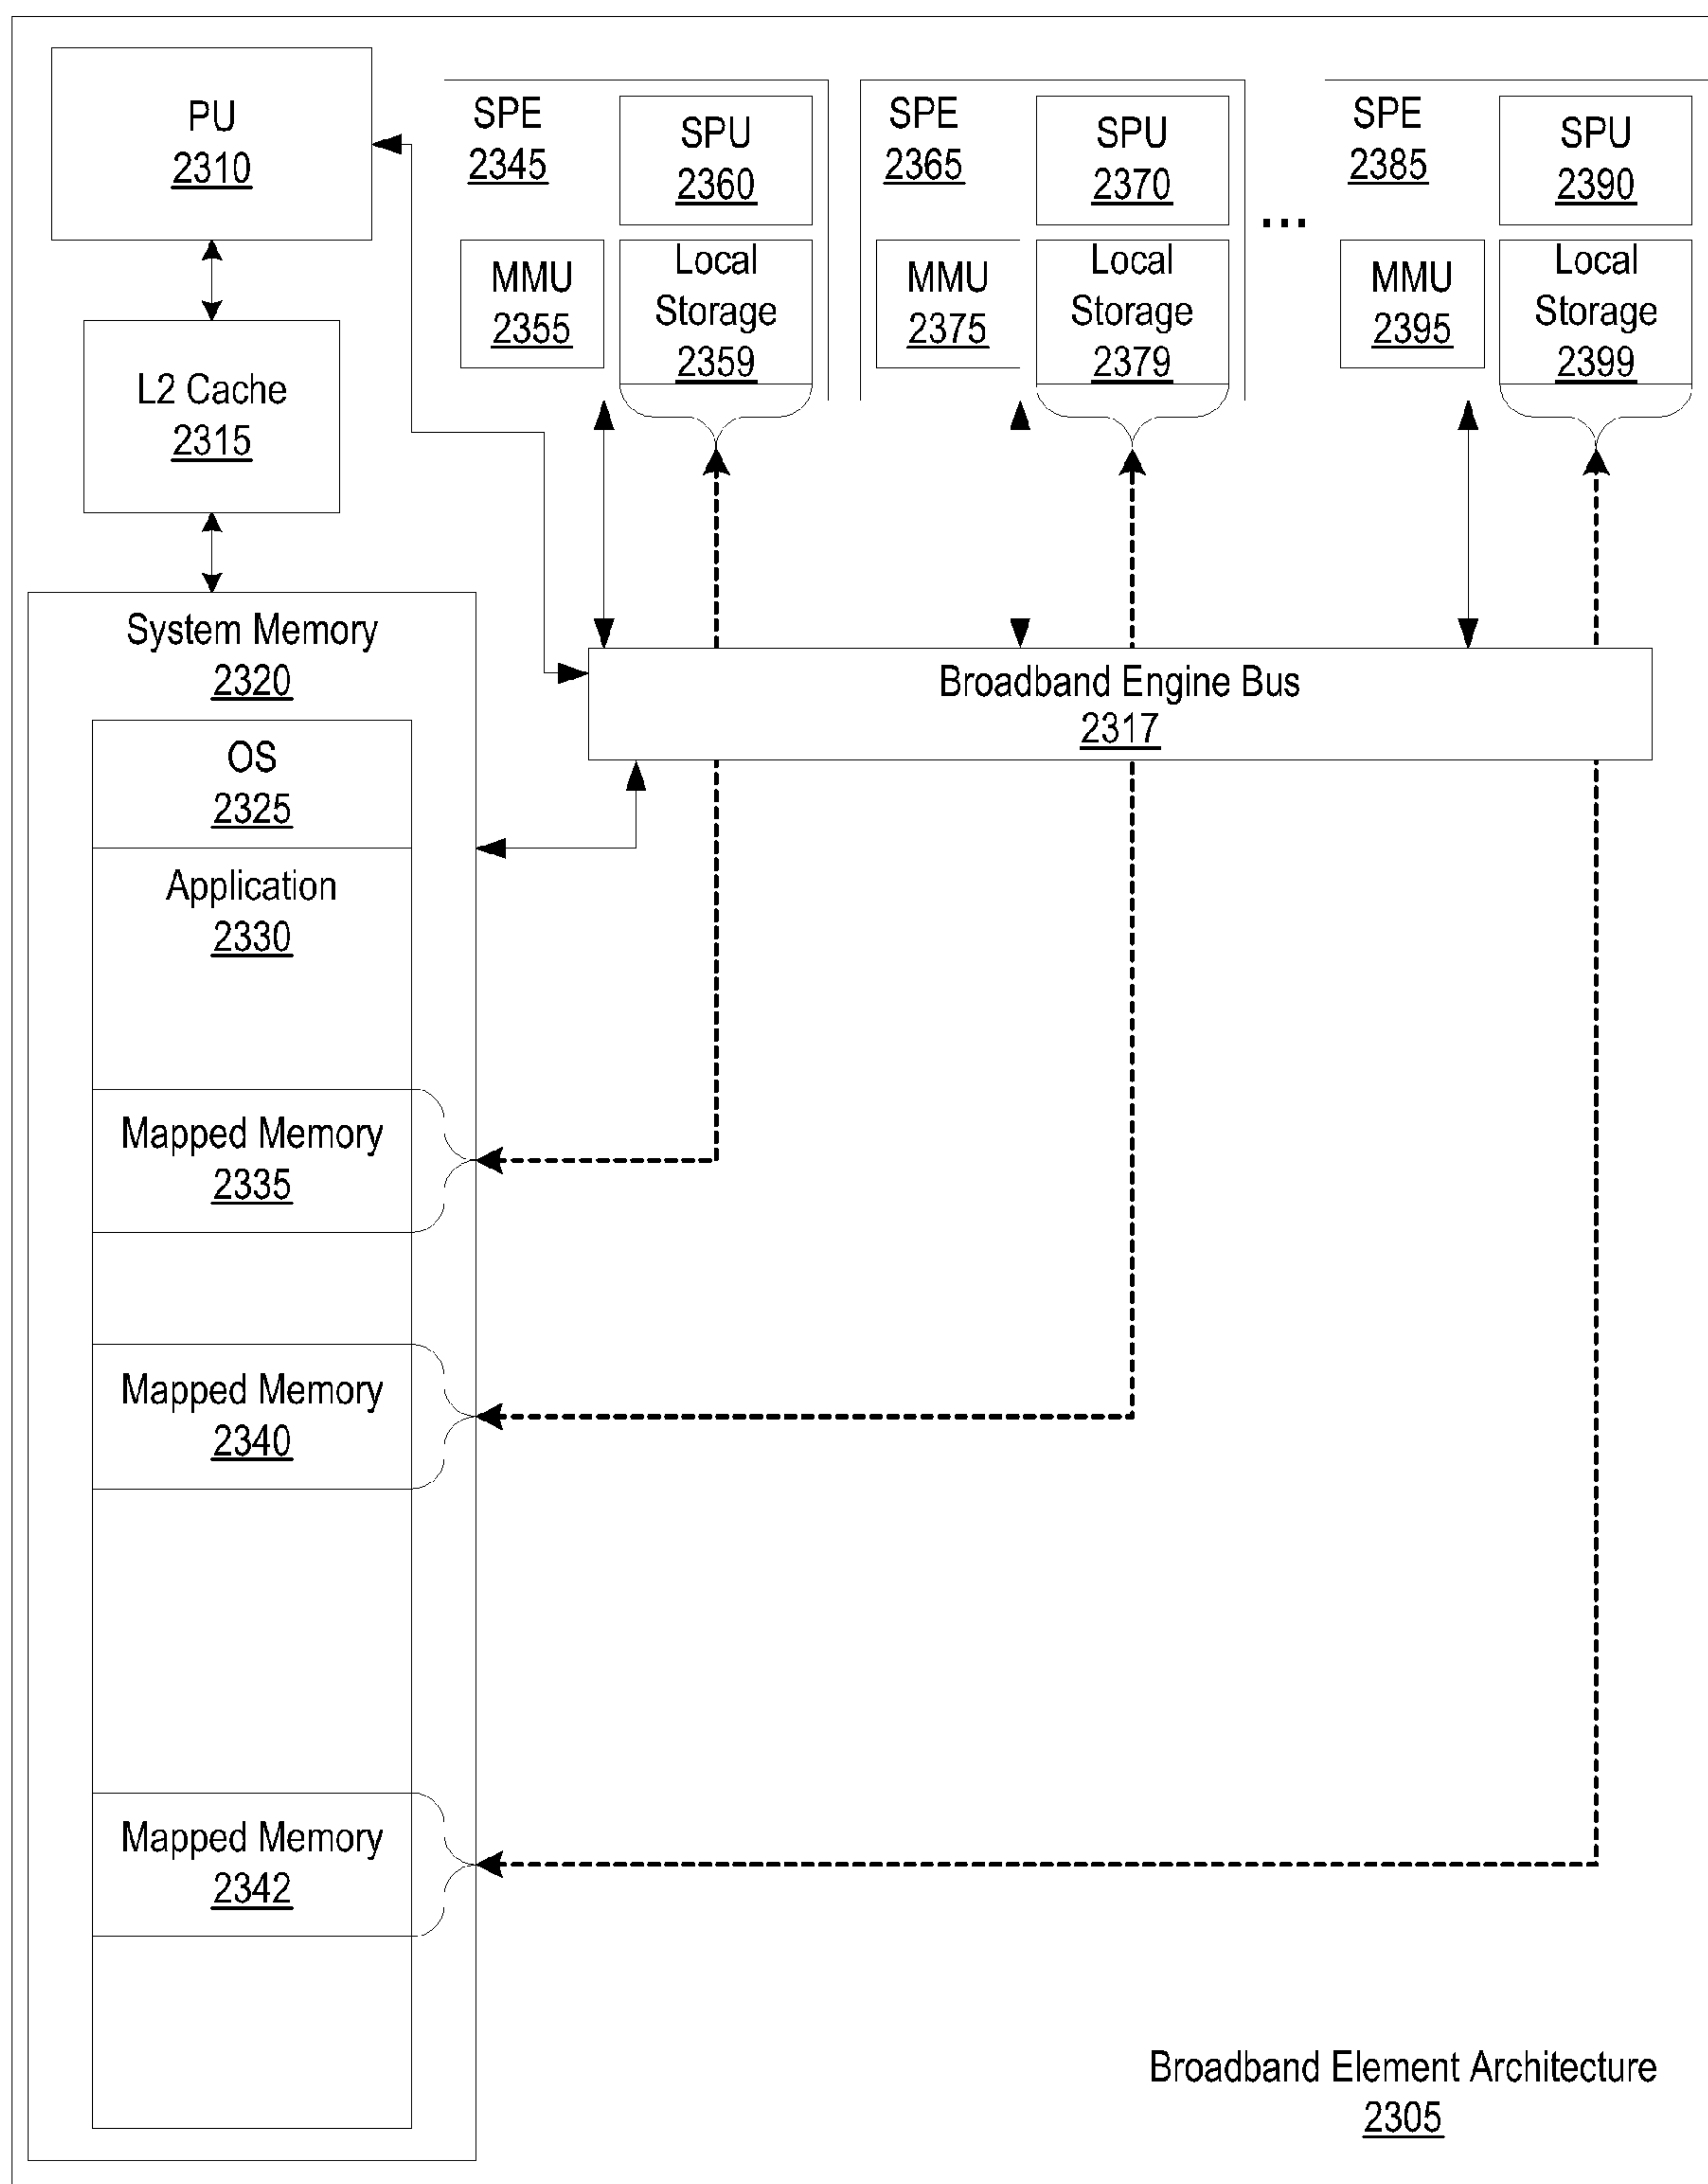 PU
2310
L2 Cache
2315
SPE
2345
SPU
2360
MMU
2355
Local
Storage
2359
SPE
2365
SPU
2370
MMU
2375
Local
Storage
2379
...
SPE
2385
SPU
2390
MMU
2395
Local
Storage
2399
System Memory
2320
OS
2325
Application
2330
Mapped Memory
2335
Mapped Memory
2340
Mapped Memory
2342
Broadband Engine Bus
2317
Broadband Element Architecture
2305